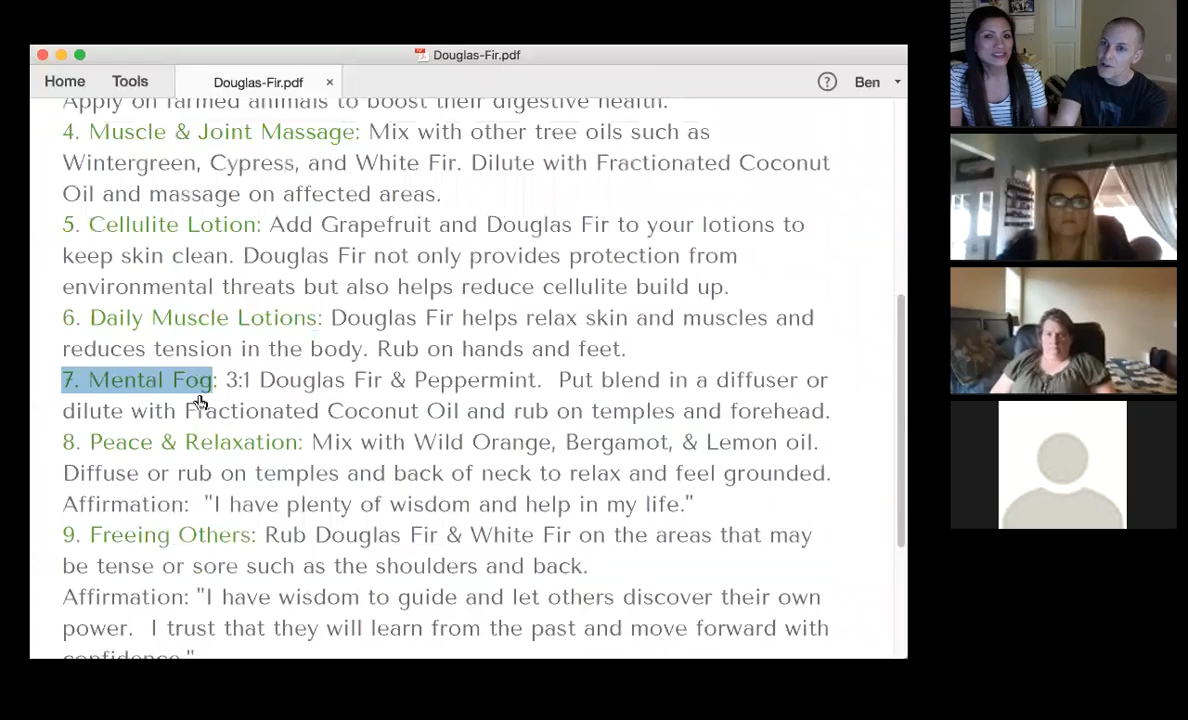 Douglas-Fir.pdf
Home Tools Douglas-Fir.pdf × ? Ben
Apply on farmed animals to boost their digestive health.
4. Muscle & Joint Massage: Mix with other tree oils such as
Wintergreen, Cypress, and White Fir. Dilute with Fractionated Coconut
Oil and massage on affected areas.
5. Cellulite Lotion: Add Grapefruit and Douglas Fir to your lotions to
keep skin clean. Douglas Fir not only provides protection from
environmental threats but also helps reduce cellulite build up.
6. Daily Muscle Lotions: Douglas Fir helps relax skin and muscles and
reduces tension in the body. Rub on hands and feet.
7. Mental Fog: 3:1 Douglas Fir & Peppermint. Put blend in a diffuser or
dilute with Fractionated Coconut Oil and rub on temples and forehead.
8. Peace & Relaxation: Mix with Wild Orange, Bergamot, & Lemon oil.
Diffuse or rub on temples and back of neck to relax and feel grounded.
Affirmation: "I have plenty of wisdom and help in my life."
9. Freeing Others: Rub Douglas Fir & White Fir on the areas that may
be tense or sore such as the shoulders and back.
Affirmation: "I have wisdom to guide and let others discover their own
power. I trust that they will learn from the past and move forward with
confidence."